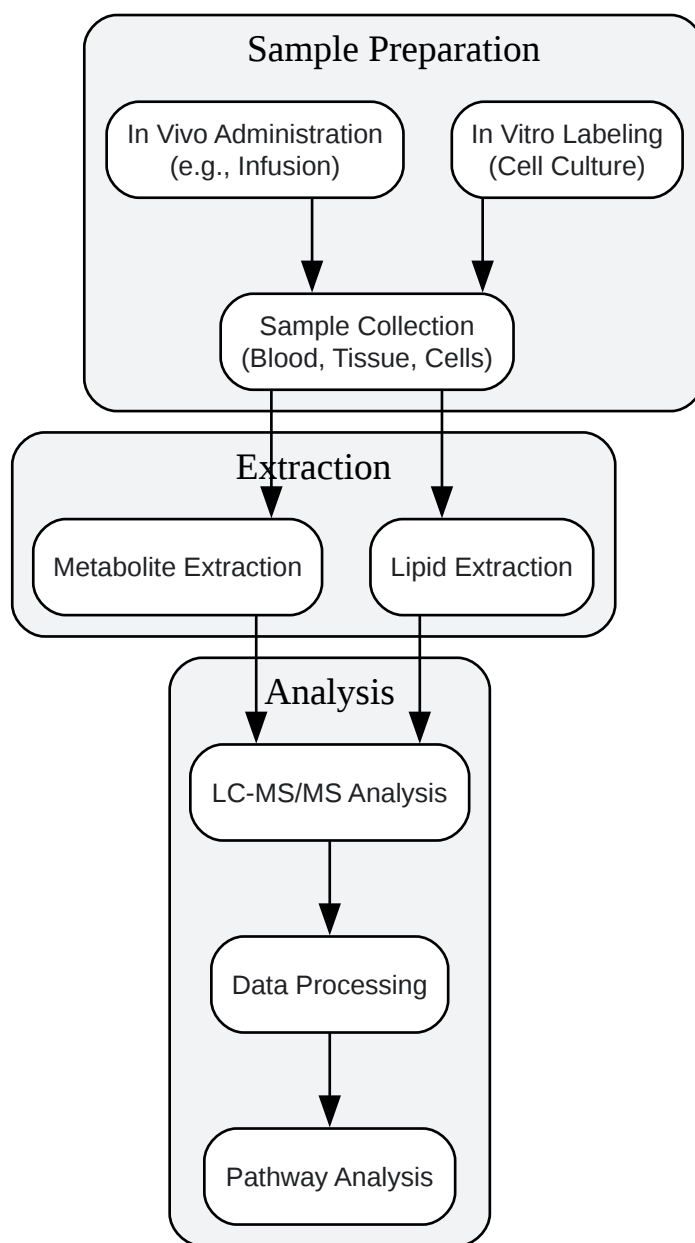 Sample Preparation
In Vivo Administration
(e.g., Infusion)
In Vitro Labeling
(Cell Culture)
Sample Collection
(Blood, Tissue, Cells)
Extraction
Metabolite Extraction
Lipid Extraction
Analysis
LC-MS/MS Analysis
Data Processing
Pathway Analysis